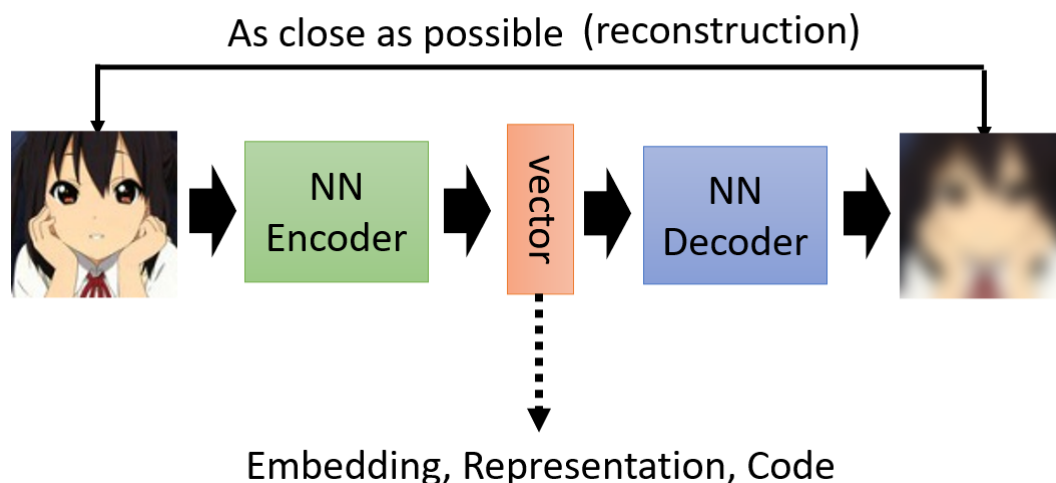 As close as possible (reconstruction)
NN
Encoder
vector
NN
Decoder
Embedding, Representation, Code